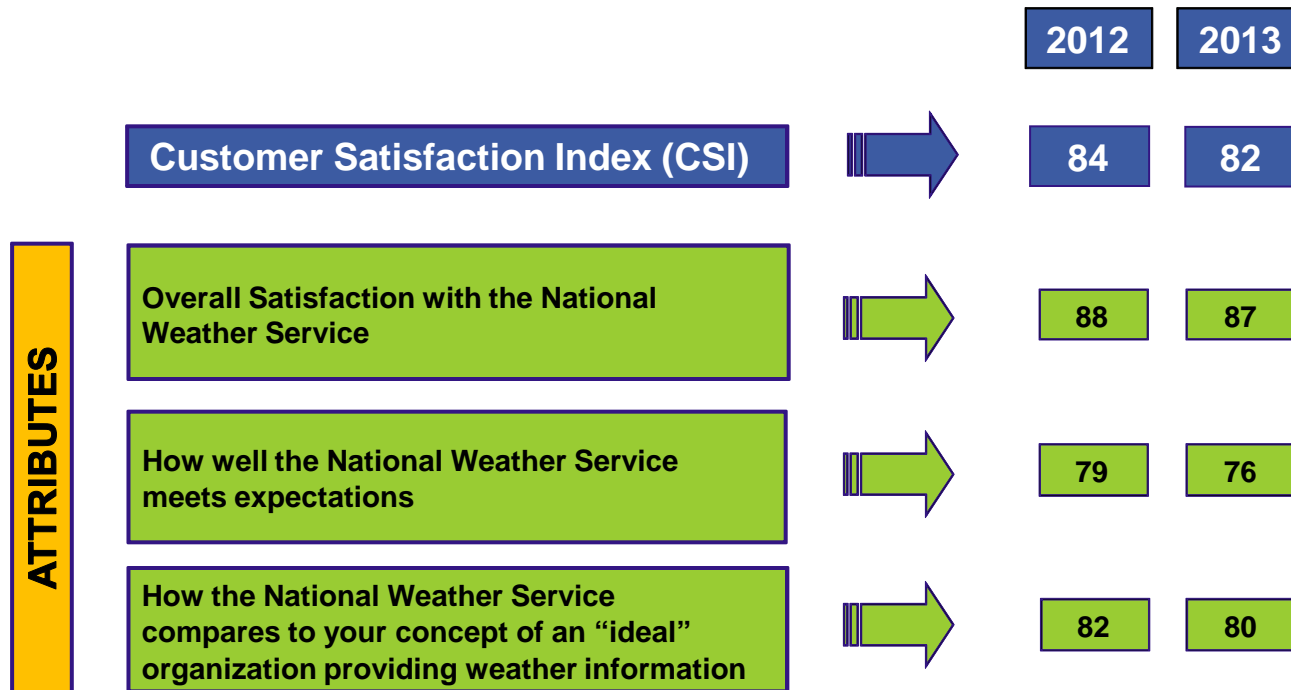 2012 2013
Customer Satisfaction Index (CSI) 84 82
ATTRIBUTES
Overall Satisfaction with the National
Weather Service
88 87
How well the National Weather Service
meets expectations
79 76
How the National Weather Service
compares to your concept of an “ideal”
organization providing weather information
82 80